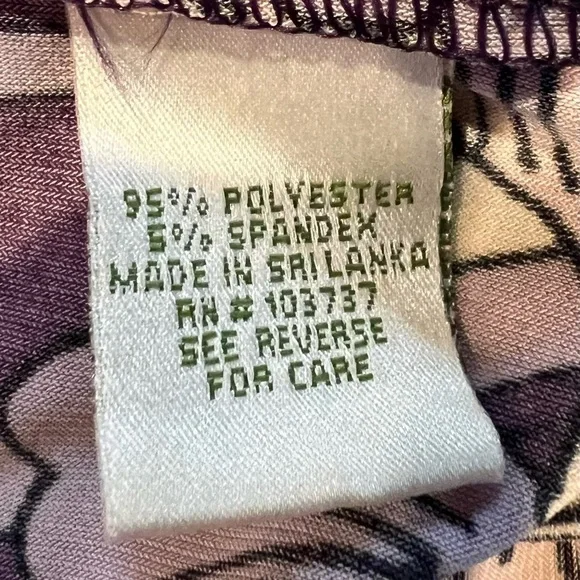 95% POLYESTER
5% SPANDEX
MADE IN SRI LANKA
RN # 103737
SEE REVERSE
FOR CARE